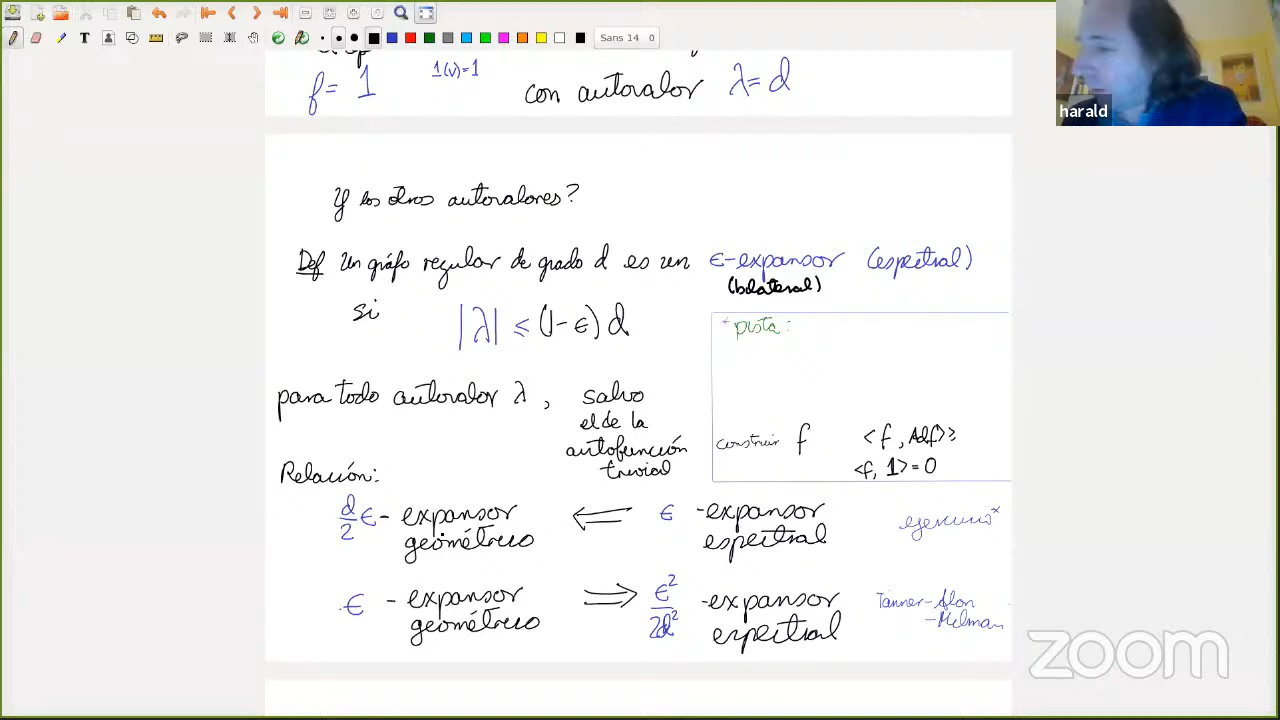 Sans 14 0
harald
f = 1 1(v)=1
con autovalor λ=d
Y los otros autovalores?
Def Un gráfo regular de grado d es un ε-expansor (espectral)
(bilateral)
si |λ| ≤ (1-ε) d
* pista:
para todo autovalor λ, salvo
el de la
autofunción
trivial
construir f <f, Adf>>
<f, 1> = 0
Relación:
d/2 ε - expansor geométrico ⇐ ε -expansor espectral ejercicio*
ε - expansor geométrico ⇒ ε²/2d² -expansor espectral Tanner-Alon
-Milman
zoom